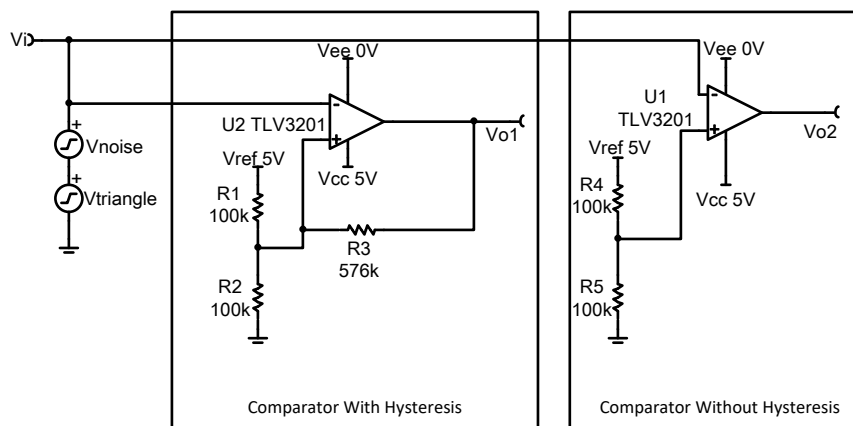 Vi
Vnoise
Vtriangle
+
+
Vee 0V
U2 TLV3201
-
+
Vref 5V
Vcc 5V
Vo1
R1
100k
R3
576k
R2
100k
Comparator With Hysteresis
Vee 0V
U1
TLV3201
-
+
Vo2
Vref 5V
Vcc 5V
R4
100k
R5
100k
Comparator Without Hysteresis